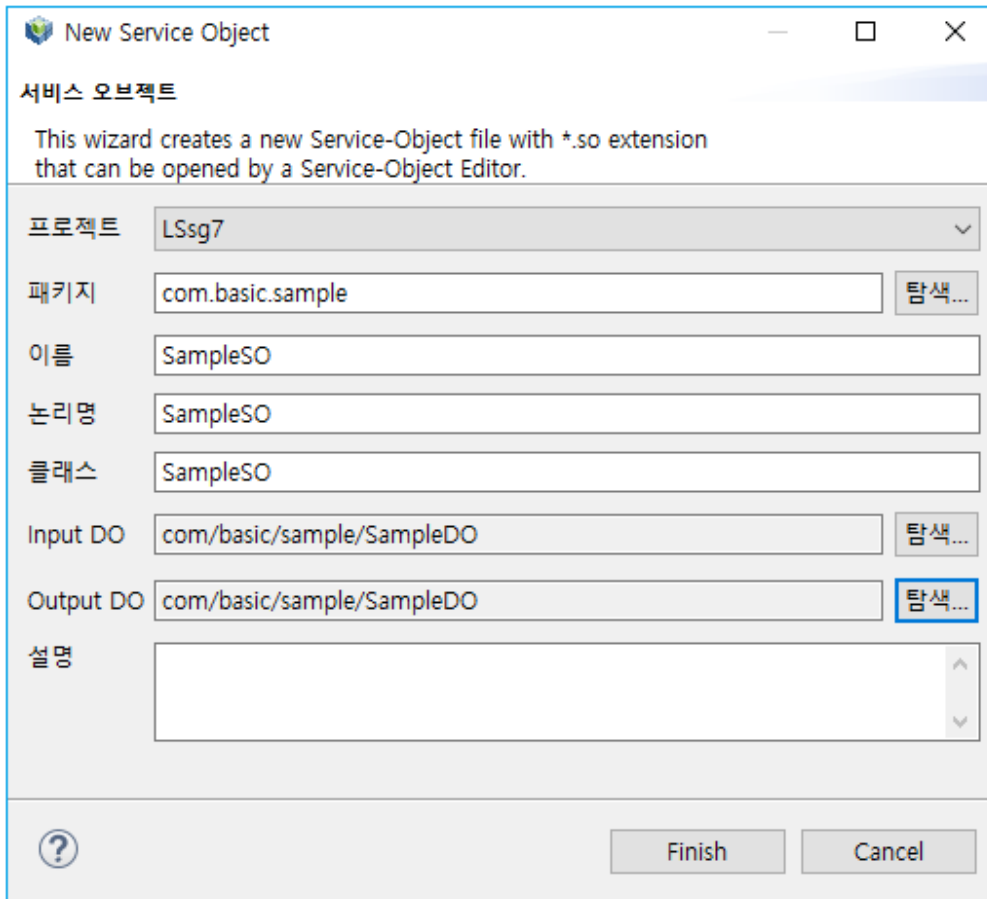 New Service Object
서비스 오브젝트
This wizard creates a new Service-Object file with *.so extension
that can be opened by a Service-Object Editor.
프로젝트 LSsg7
패키지 com.basic.sample 탐색...
이름 SampleSO
논리명 SampleSO
클래스 SampleSO
Input DO com/basic/sample/SampleDO 탐색...
Output DO com/basic/sample/SampleDO 탐색...
설명
? Finish Cancel